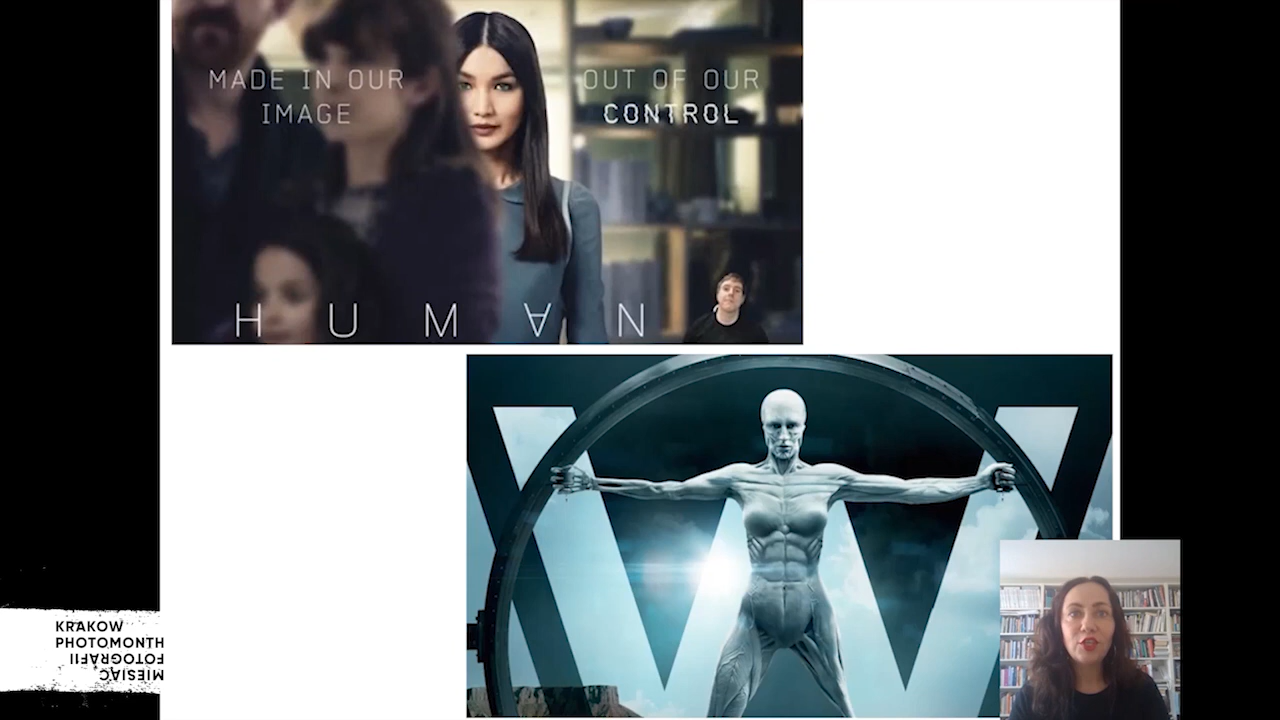 MADE IN OUR
IMAGE
OUT OF OUR
CONTROL
H U M ∀ N
W
KRAKOW
PHOTOMONTH
FOTOGRAFII
MIESIĄC